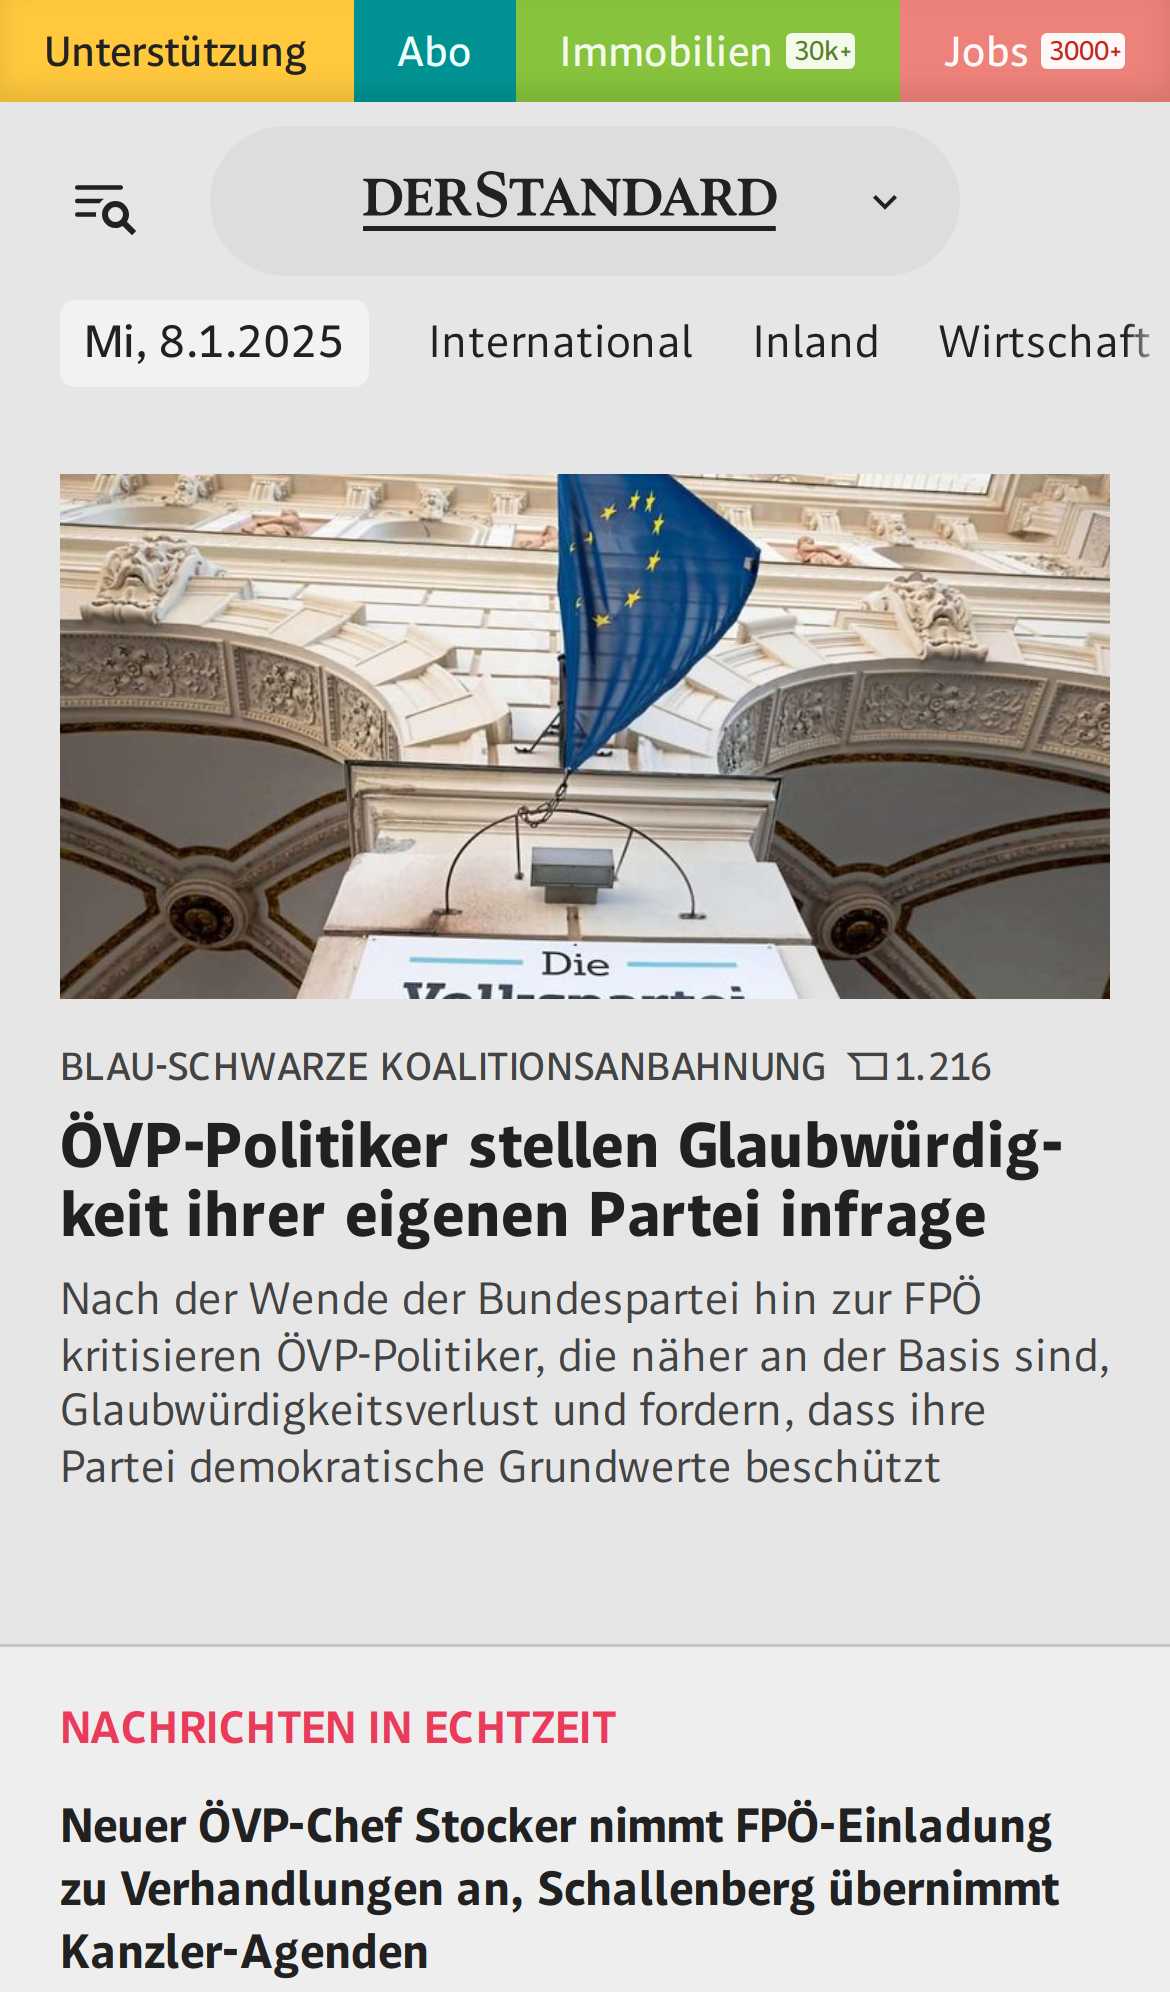 Unterstützung
Abo
Immobilien 30k+
Jobs 3000+
DERSTANDARD
Mi, 8.1.2025
International
Inland
Wirtschaft
Die
Volkspartei
BLAU-SCHWARZE KOALITIONSANBAHNUNG 1.216
ÖVP-Politiker stellen Glaubwürdig-
keit ihrer eigenen Partei infrage
Nach der Wende der Bundespartei hin zur FPÖ
kritisieren ÖVP-Politiker, die näher an der Basis sind,
Glaubwürdigkeitsverlust und fordern, dass ihre
Partei demokratische Grundwerte beschützt
NACHRICHTEN IN ECHTZEIT
Neuer ÖVP-Chef Stocker nimmt FPÖ-Einladung
zu Verhandlungen an, Schallenberg übernimmt
Kanzler-Agenden